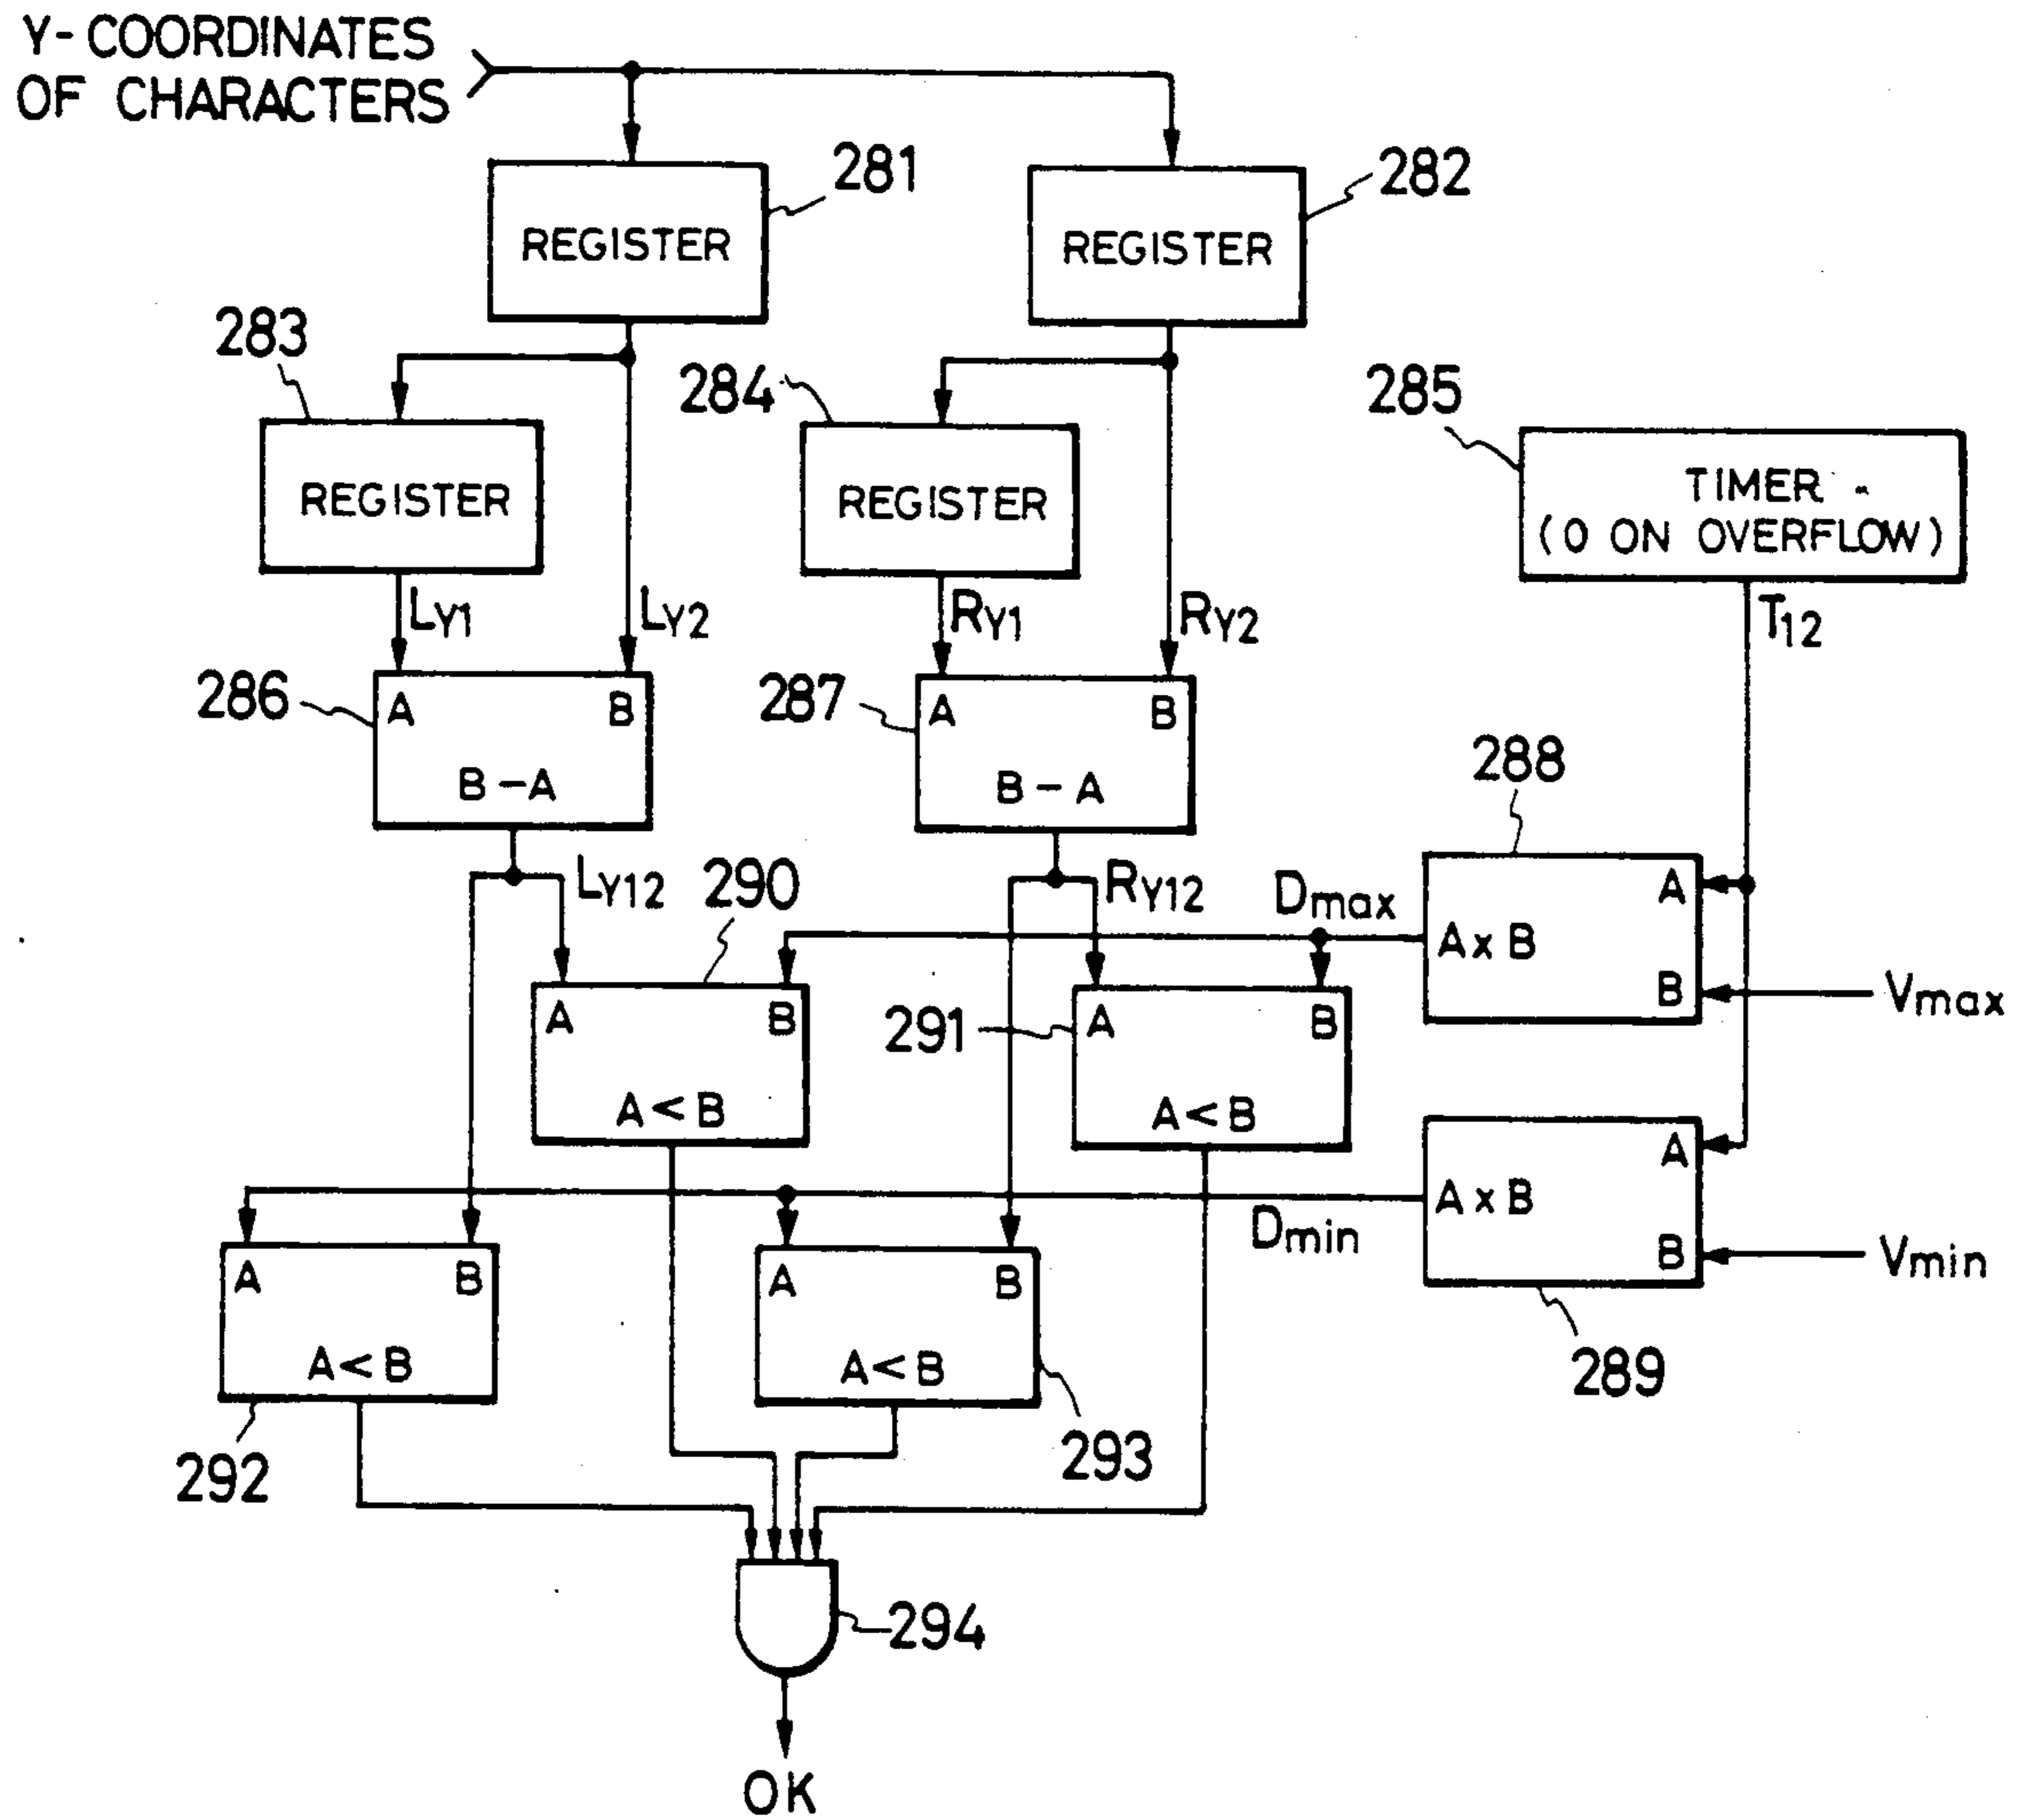 Y-COORDINATES
OF CHARACTERS
281
282
REGISTER
REGISTER
283
284
285
REGISTER
REGISTER
TIMER -
(0 ON OVERFLOW)
LY1
LY2
RY1
RY2
T12
286
A B
B - A
287
A B
B - A
288
LY12
290
RY12
Dmax
A
A x B
B
Vmax
A B
A < B
291
A B
A < B
Dmin
A
A x B
B
Vmin
289
A B
A < B
292
A B
A < B
293
294
OK